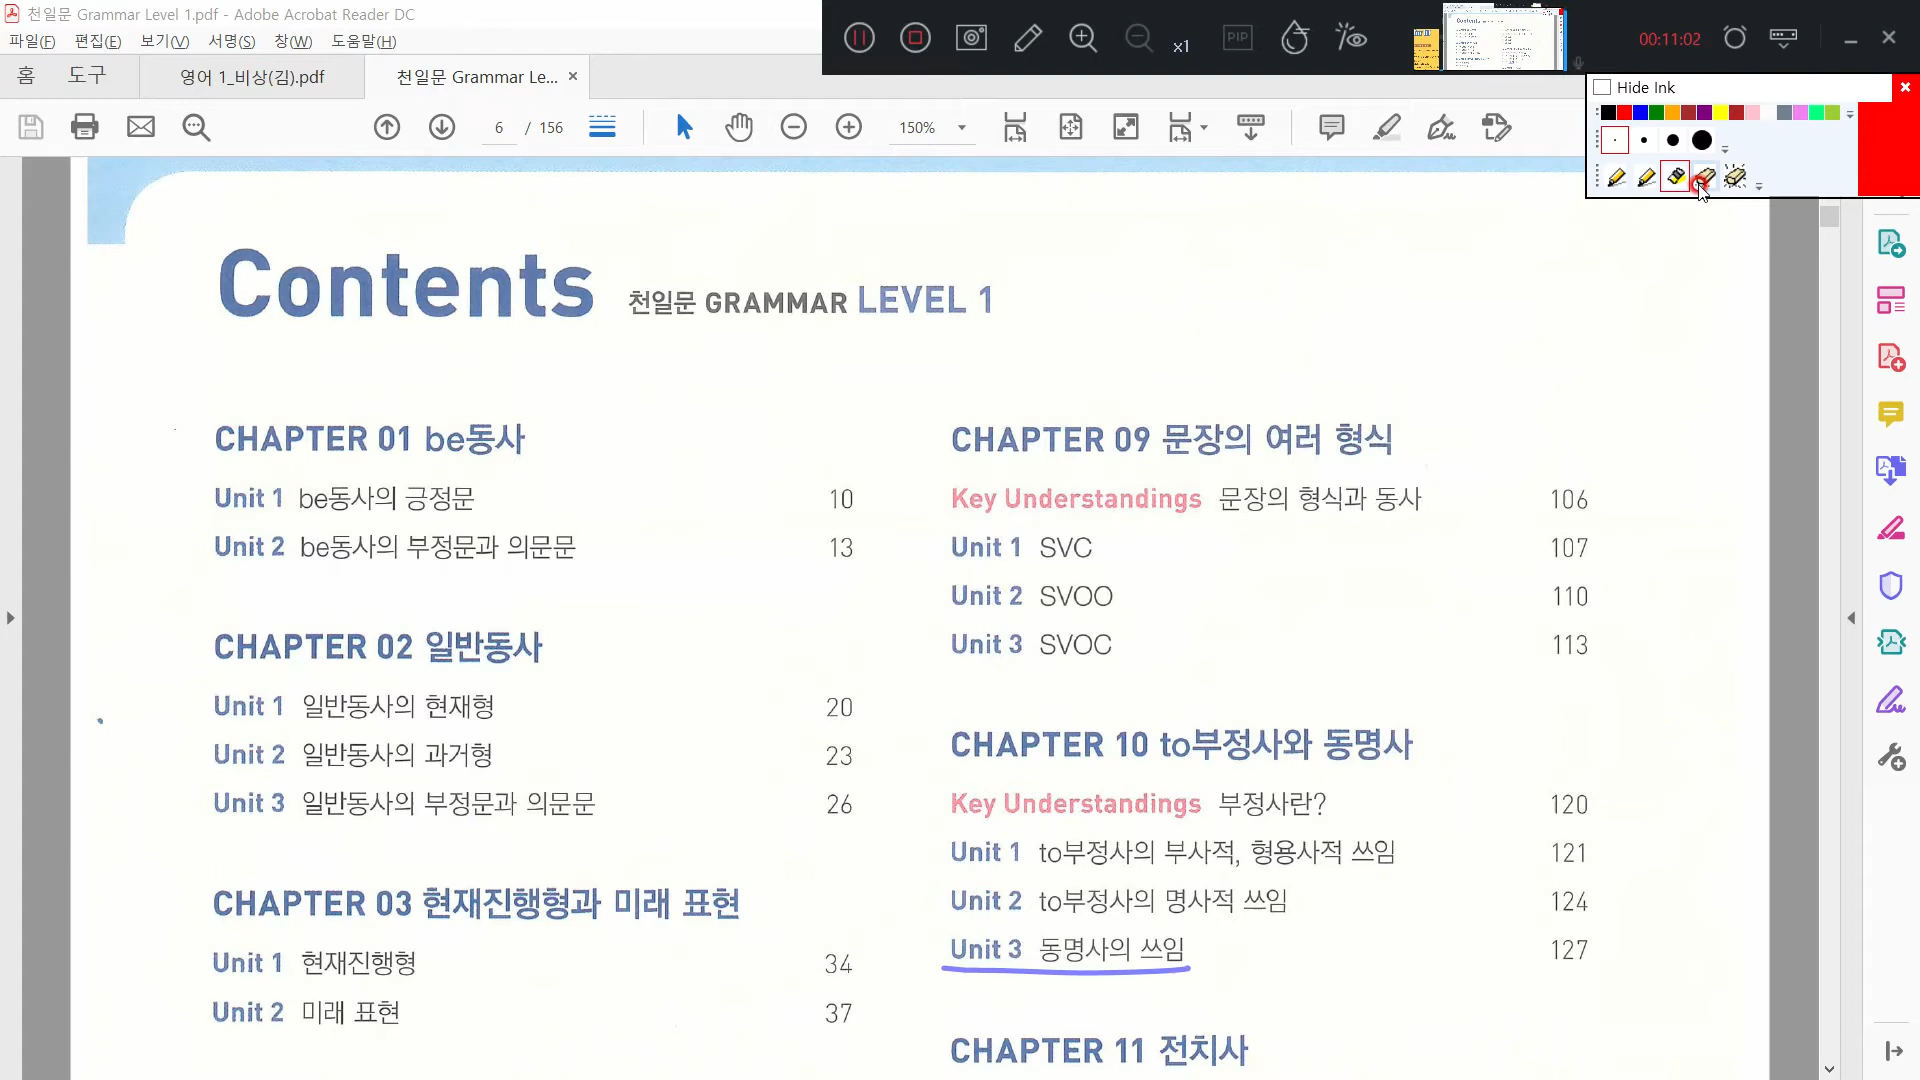 천일문 Grammar Level 1.pdf - Adobe Acrobat Reader DC
파일(F) 편집(E) 보기(V) 서명(S) 창(W) 도움말(H)
x1
PIP
00:11:02
홈 도구 영어 1_비상(김).pdf 천일문 Grammar Le...
Hide Ink
6 / 156
150%
Contents 천일문 GRAMMAR LEVEL 1
CHAPTER 01 be동사
Unit 1 be동사의 긍정문 10
Unit 2 be동사의 부정문과 의문문 13
CHAPTER 02 일반동사
Unit 1 일반동사의 현재형 20
Unit 2 일반동사의 과거형 23
Unit 3 일반동사의 부정문과 의문문 26
CHAPTER 03 현재진행형과 미래 표현
Unit 1 현재진행형 34
Unit 2 미래 표현 37
CHAPTER 09 문장의 여러 형식
Key Understandings 문장의 형식과 동사 106
Unit 1 SVC 107
Unit 2 SVOO 110
Unit 3 SVOC 113
CHAPTER 10 to부정사와 동명사
Key Understandings 부정사란? 120
Unit 1 to부정사의 부사적, 형용사적 쓰임 121
Unit 2 to부정사의 명사적 쓰임 124
Unit 3 동명사의 쓰임 127
CHAPTER 11 전치사